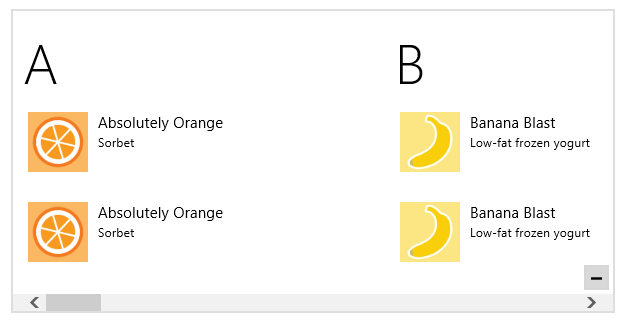 A
Absolutely Orange
Sorbet
Absolutely Orange
Sorbet
B
Banana Blast
Low-fat frozen yogurt
Banana Blast
Low-fat frozen yogurt